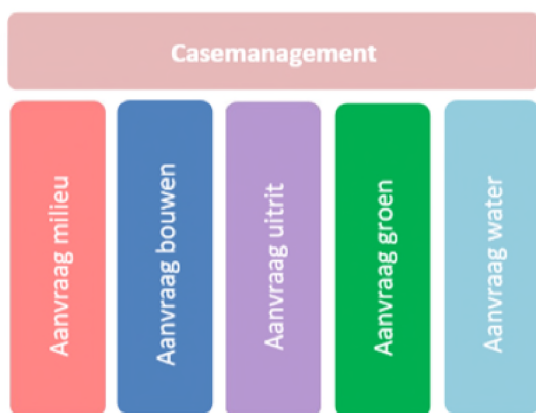 Casemanagement
Aanvraag milieu
Aanvraag bouwen
Aanvraag uitrit
Aanvraag groen
Aanvraag water